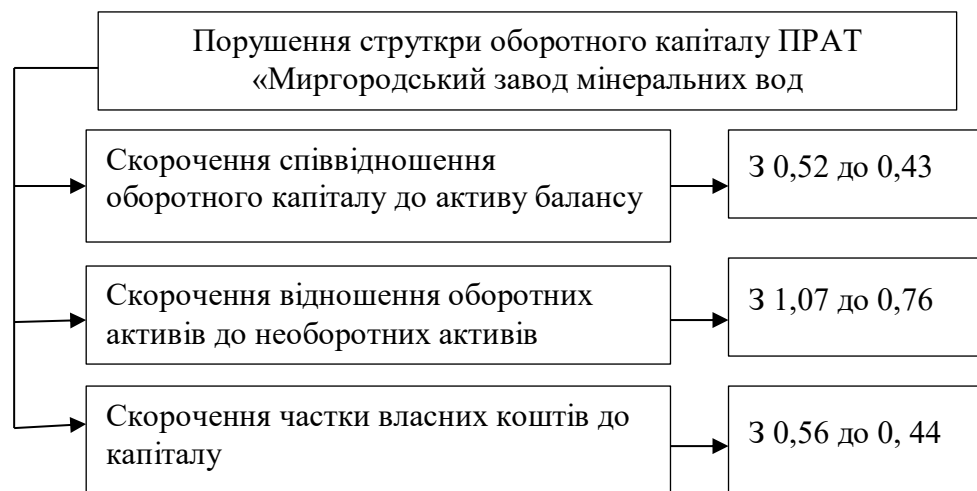 Порушення струткри оборотного капіталу ПРАТ
«Миргородський завод мінеральних вод
Скорочення співвідношення
оборотного капіталу до активу балансу
З 0,52 до 0,43
Скорочення відношення оборотних
активів до необоротних активів
З 1,07 до 0,76
Скорочення частки власних коштів до
капіталу
З 0,56 до 0, 44